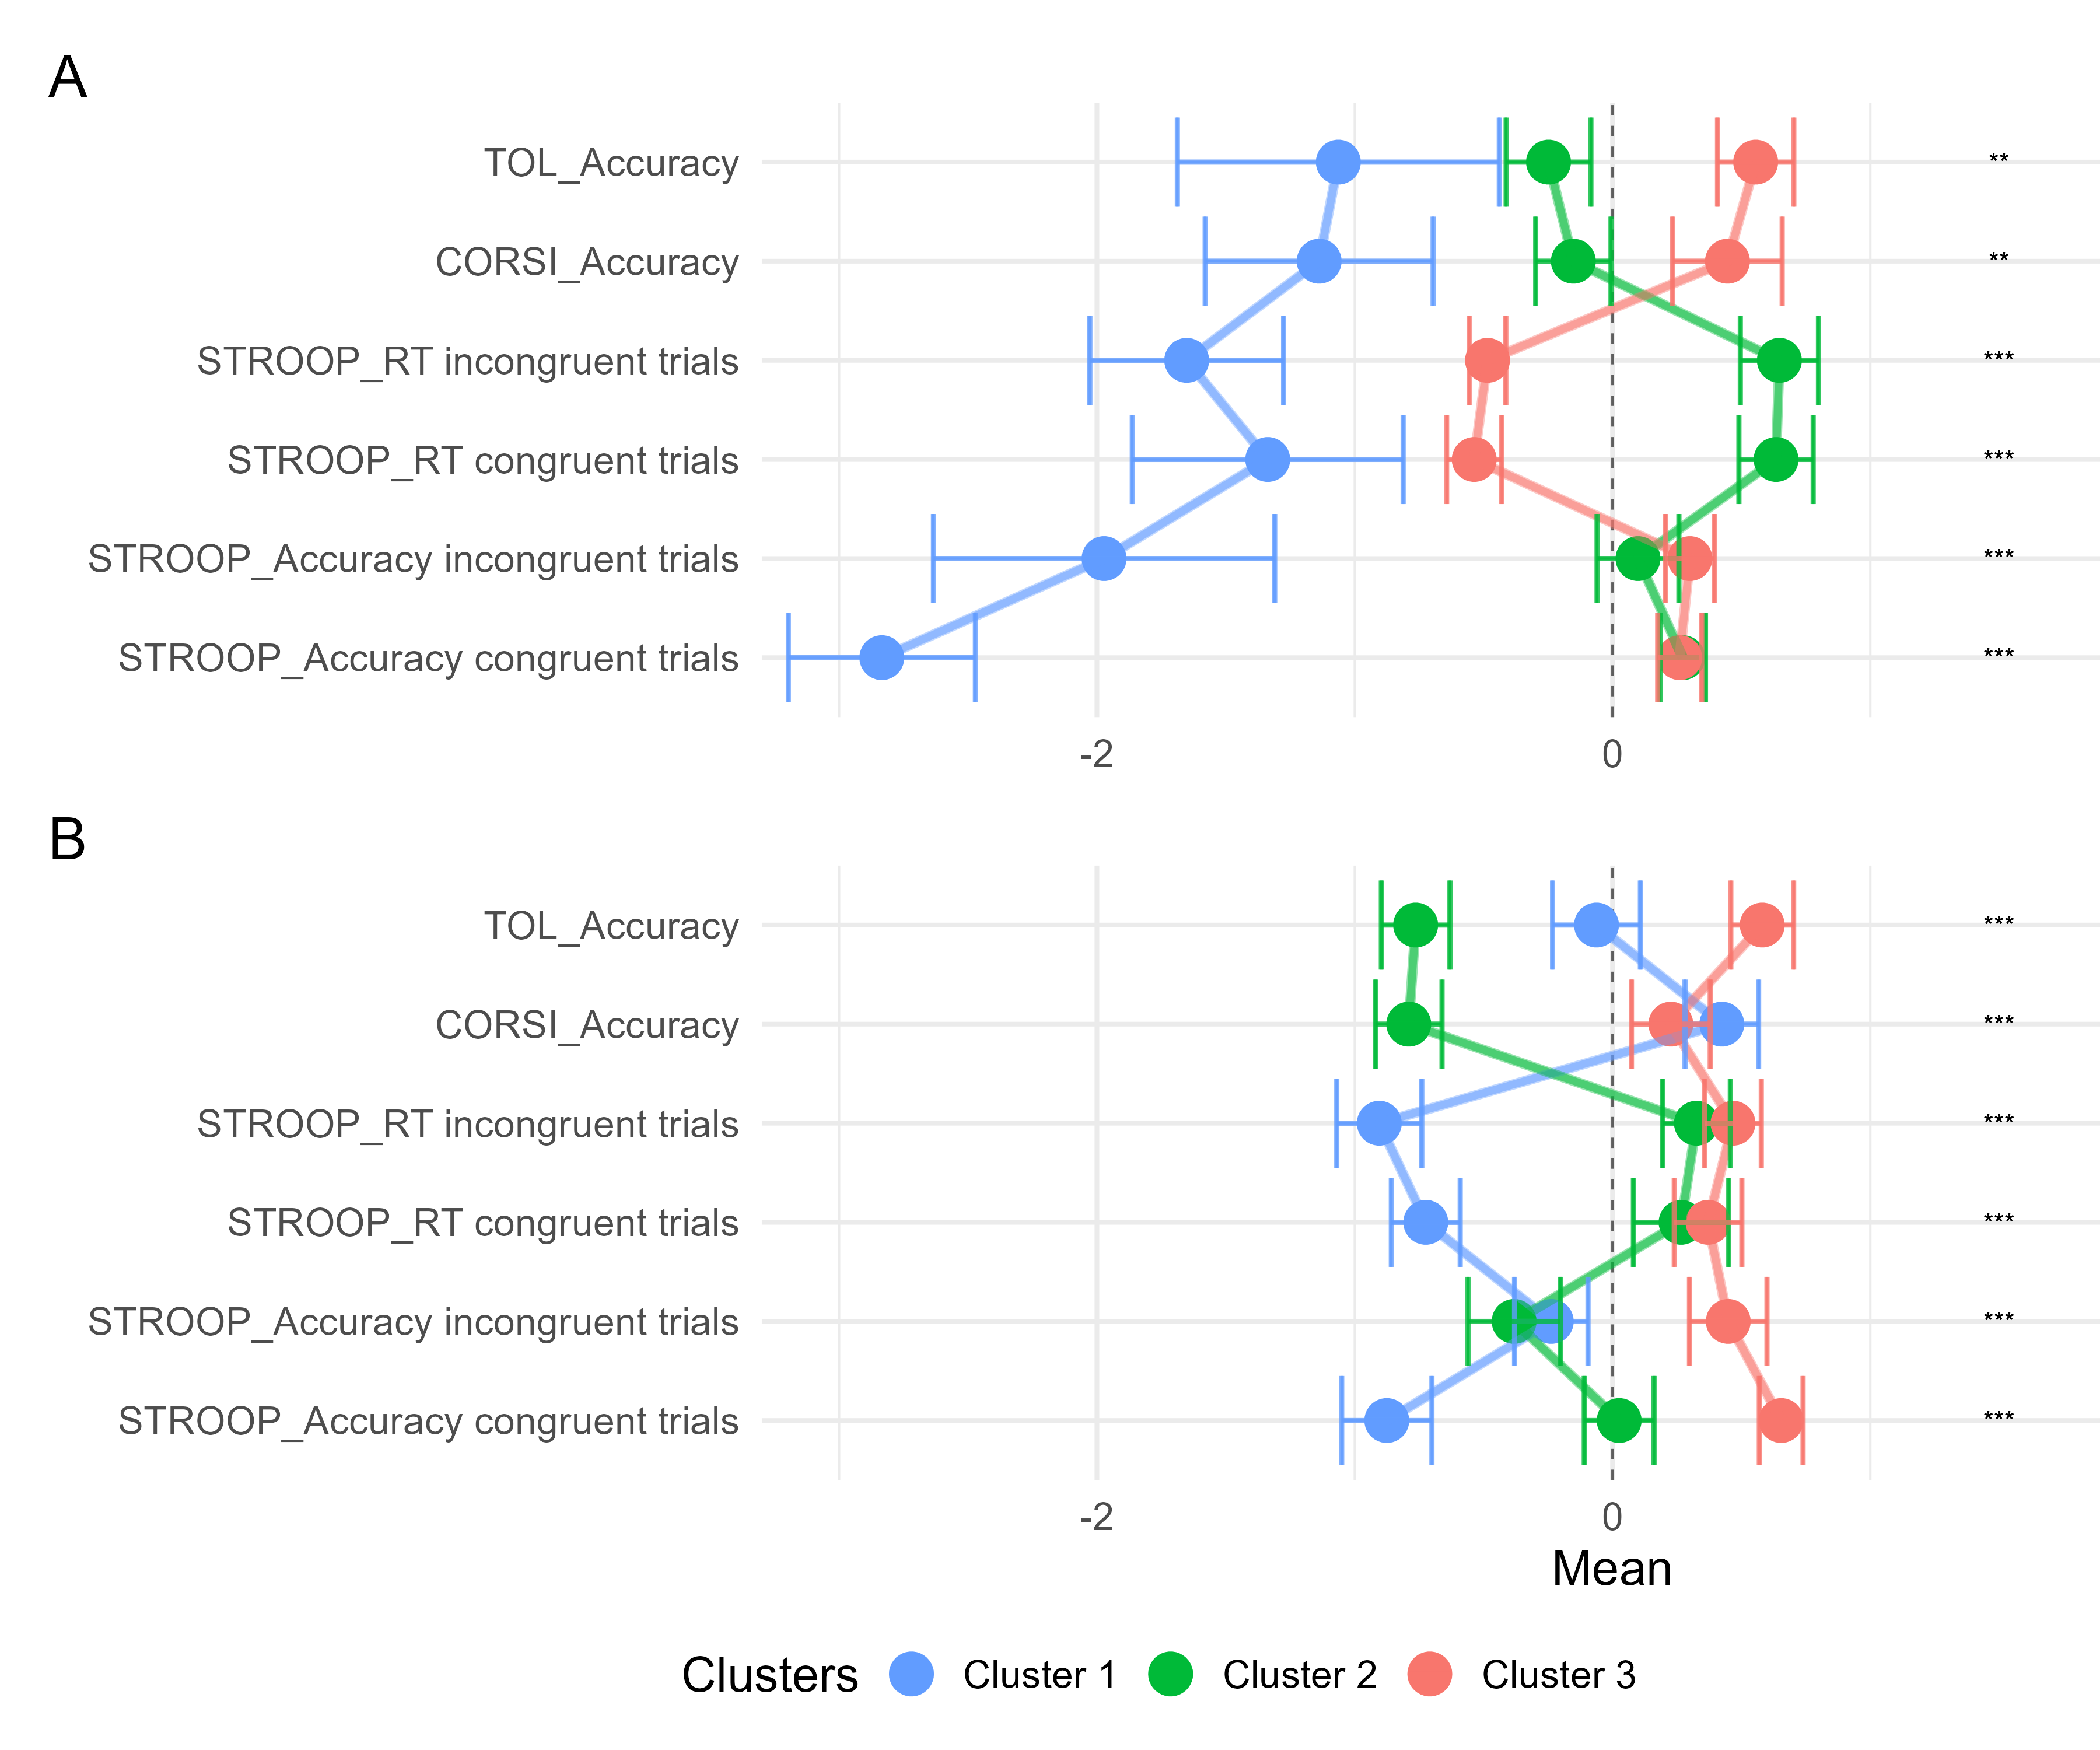 A
TOL_Accuracy **
CORSI_Accuracy **
STROOP_RT incongruent trials ***
STROOP_RT congruent trials ***
STROOP_Accuracy incongruent trials ***
STROOP_Accuracy congruent trials ***
-2 0
B
TOL_Accuracy ***
CORSI_Accuracy ***
STROOP_RT incongruent trials ***
STROOP_RT congruent trials ***
STROOP_Accuracy incongruent trials ***
STROOP_Accuracy congruent trials ***
-2 0
Mean
Clusters Cluster 1 Cluster 2 Cluster 3